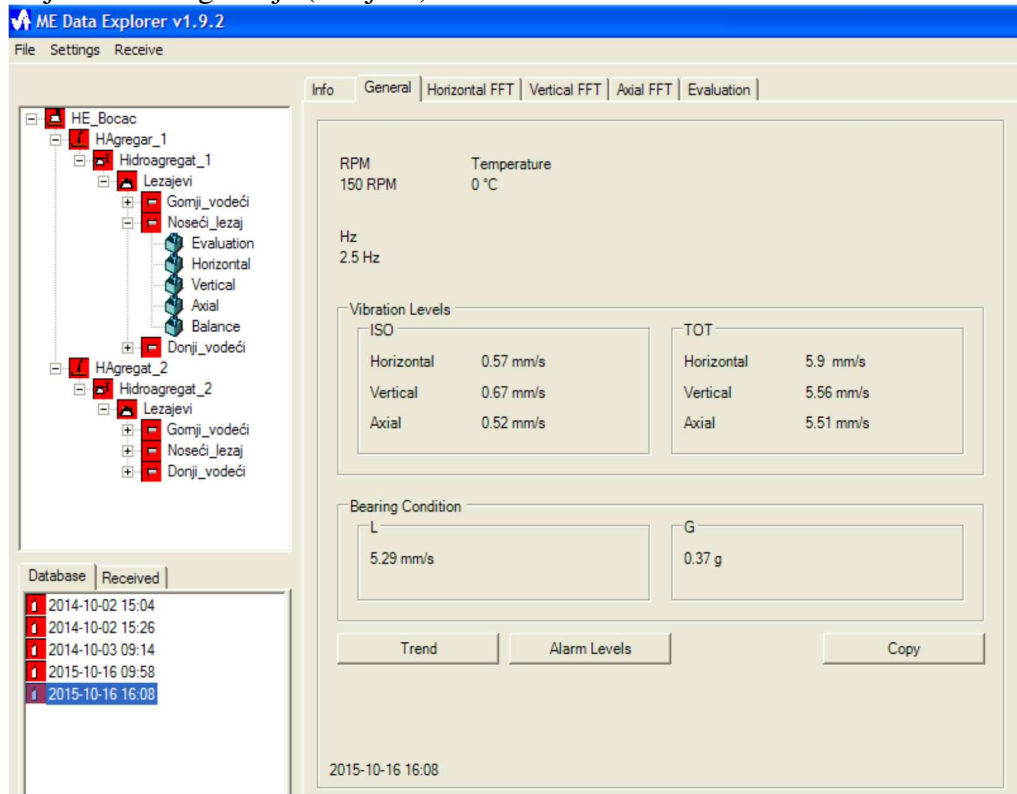 ME Data Explorer v1.9.2
File Settings Receive
Info General Horizontal FFT Vertical FFT Axial FFT Evaluation
HE_Bocac
HAgregar_1
Hidroagregat_1
Lezajevi
Gornji_vodeći
Noseći_lezaj
Evaluation
Horizontal
Vertical
Axial
Balance
Donji_vodeći
HAgregat_2
Hidroagregat_2
Lezajevi
Gornji_vodeći
Noseći_lezaj
Donji_vodeći
Database Received
2014-10-02 15:04
2014-10-02 15:26
2014-10-03 09:14
2015-10-16 09:58
2015-10-16 16:08
RPM Temperature
150 RPM 0 °C
Hz
2.5 Hz
Vibration Levels
ISO
Horizontal 0.57 mm/s
Vertical 0.67 mm/s
Axial 0.52 mm/s
TOT
Horizontal 5.9 mm/s
Vertical 5.56 mm/s
Axial 5.51 mm/s
Bearing Condition
L
5.29 mm/s
G
0.37 g
Trend Alarm Levels Copy
2015-10-16 16:08